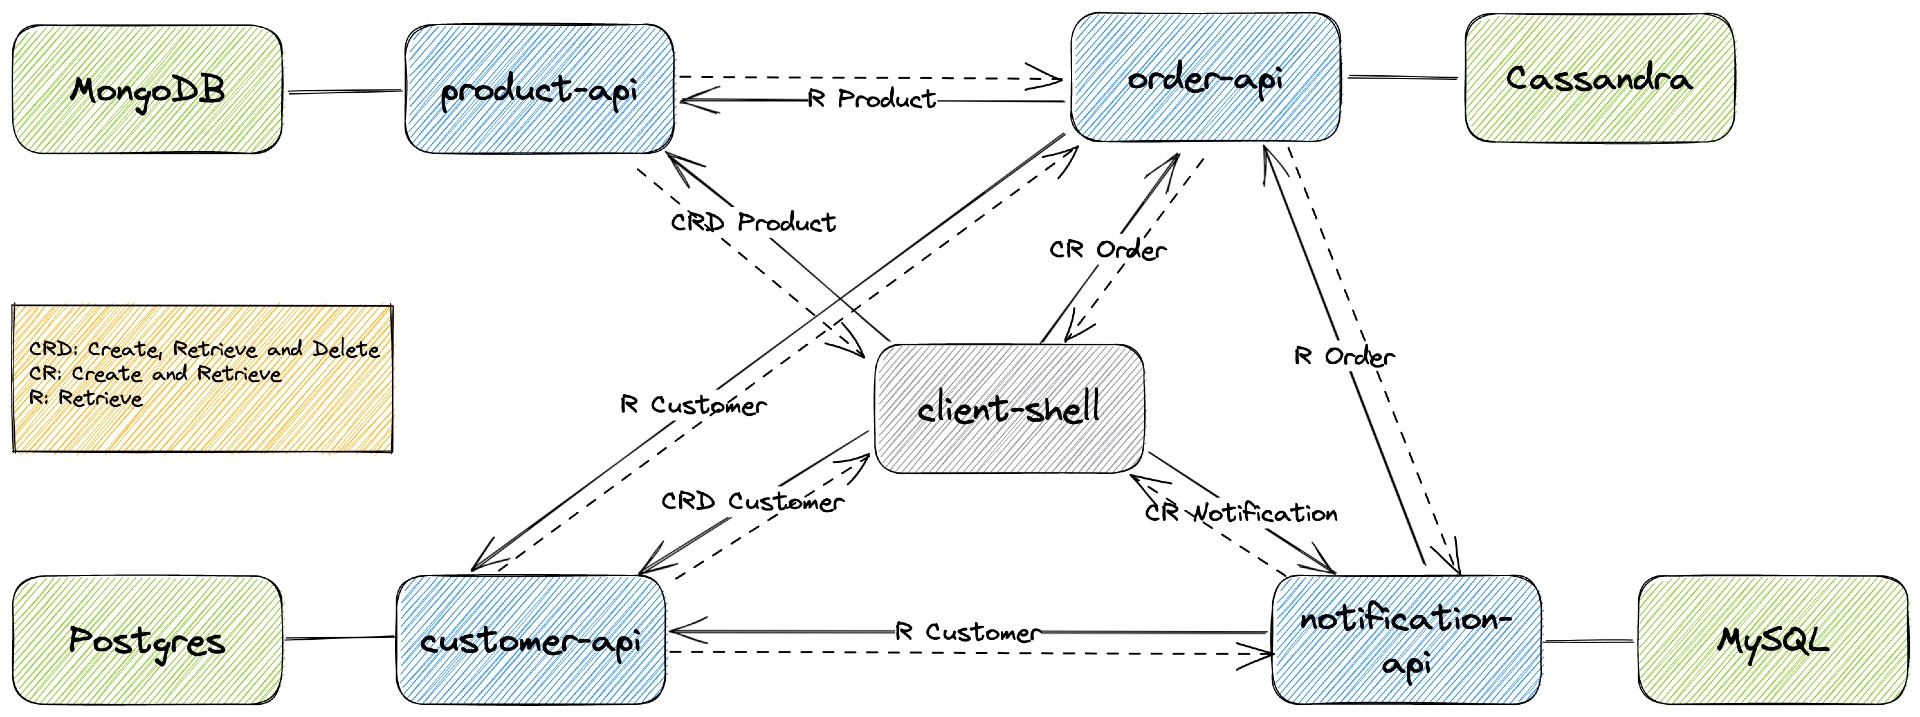 MongoDB
product-api
R Product
order-api
Cassandra
CRD Product
CR Order
CRD: Create, Retrieve and Delete
CR: Create and Retrieve
R: Retrieve
R Order
R Customer
client-shell
CRD Customer
CR Notification
Postgres
customer-api
R Customer
notification-
api
MySQL